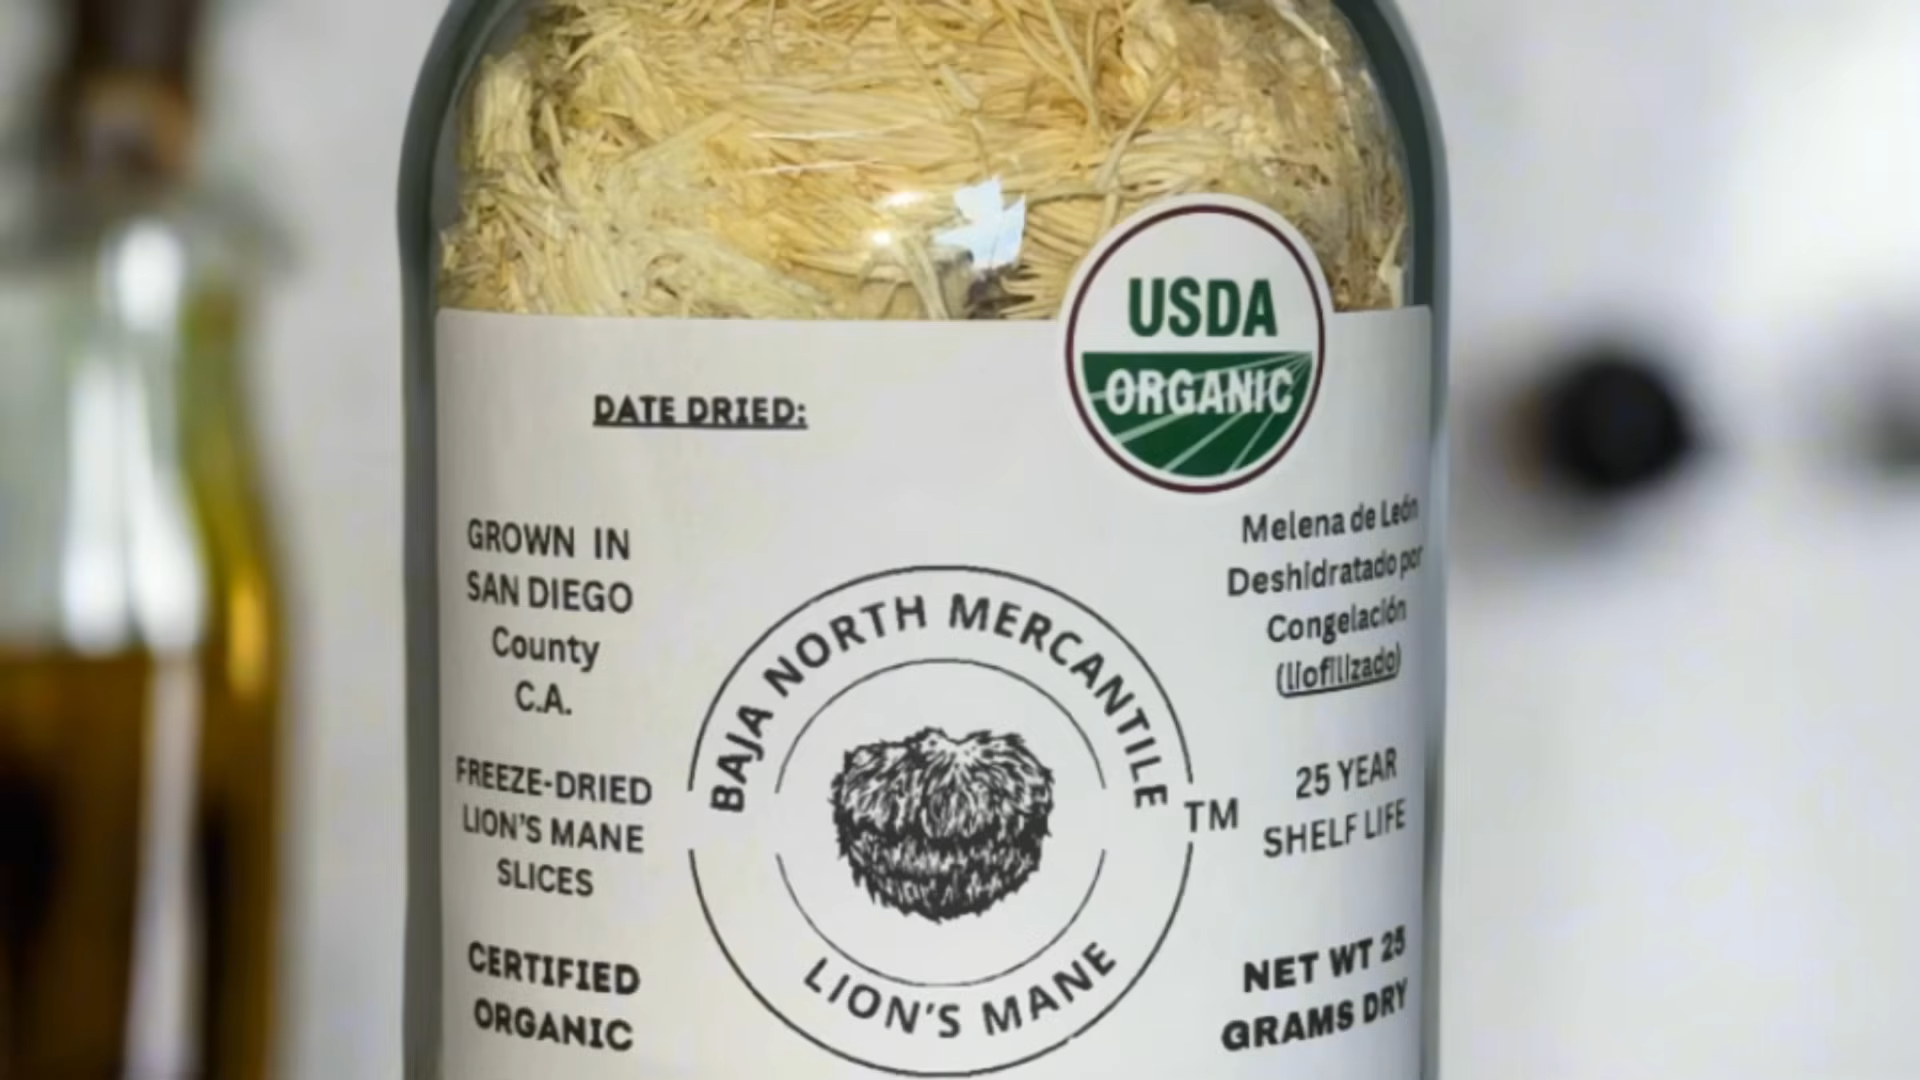 USDA
ORGANIC
DATE DRIED:
GROWN IN
SAN DIEGO
County
C.A.
FREEZE-DRIED
LION'S MANE
SLICES
CERTIFIED
ORGANIC
BAJA NORTH MERCANTILE
TM
LION'S MANE
Melena de León
Deshidratado por
Congelación
(liofilizado)
25 YEAR
SHELF LIFE
NET WT 25
GRAMS DRY